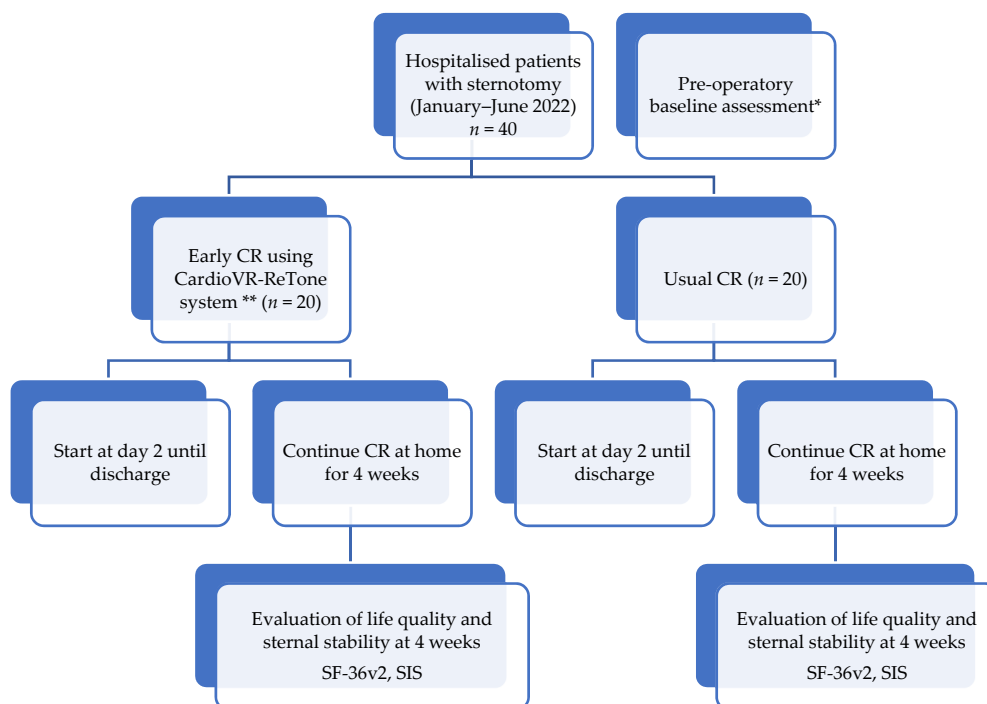 Hospitalised patients
with sternotomy
(January–June 2022)
n = 40
Pre-operatory
baseline assessment*
Early CR using
CardioVR-ReTone
system ** (n = 20)
Usual CR (n = 20)
Start at day 2 until
discharge
Continue CR at home
for 4 weeks
Start at day 2 until
discharge
Continue CR at home
for 4 weeks
Evaluation of life quality and
sternal stability at 4 weeks
SF-36v2, SIS
Evaluation of life quality and
sternal stability at 4 weeks
SF-36v2, SIS